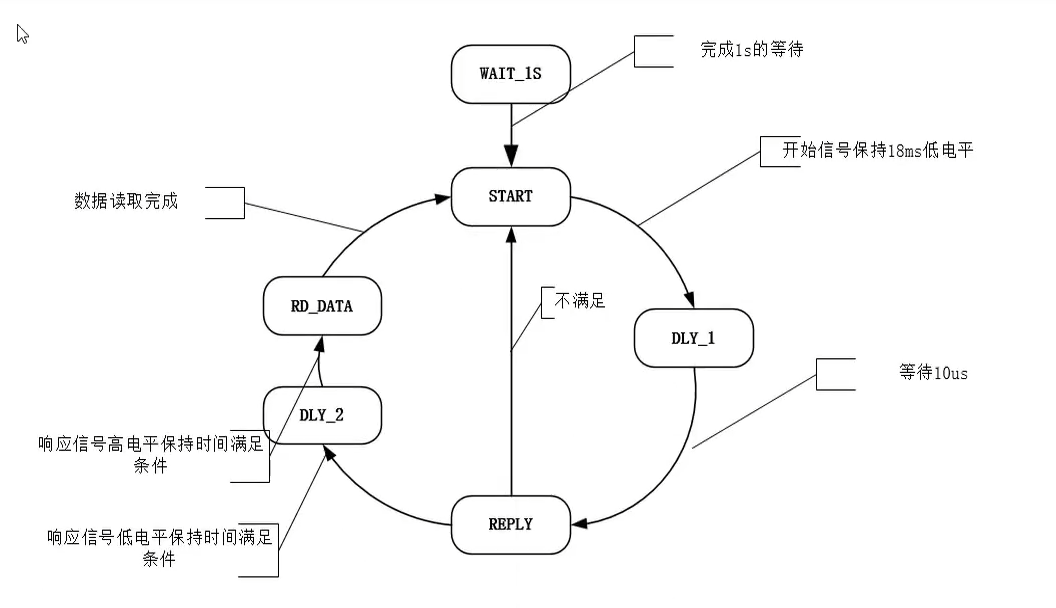 完成1s的等待
WAIT_1S
开始信号保持18ms低电平
START
数据读取完成
不满足
RD_DATA
DLY_1
等待10us
DLY_2
响应信号高电平保持时间满足
条件
REPLY
响应信号低电平保持时间满足
条件